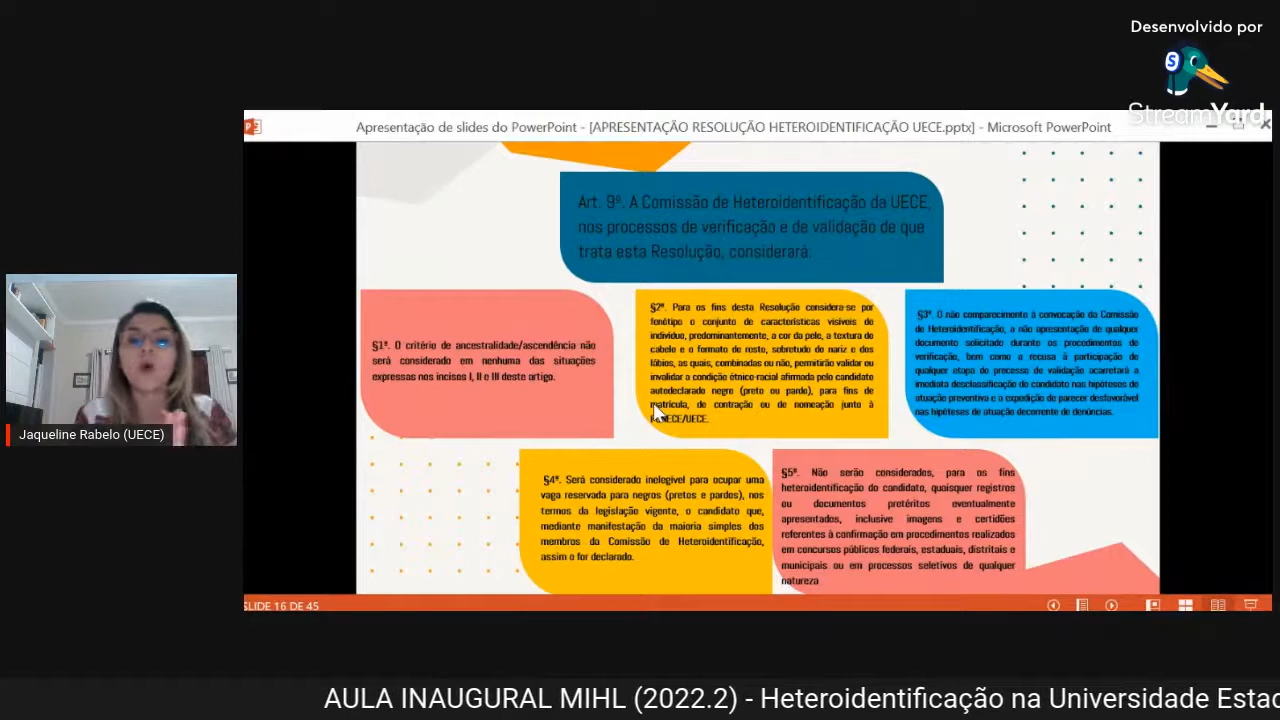 Desenvolvido por
StreamYard
Apresentação de slides do PowerPoint - [APRESENTAÇÃO RESOLUÇÃO HETEROIDENTIFICAÇÃO UECE.pptx] - Microsoft PowerPoint
Art. 9º. A Comissão de Heteroidentificação da UECE,
nos processos de verificação e de validação de que
trata esta Resolução, considerará:
§1º. O critério de ancestralidade/ascendência não
será considerado em nenhuma das situações
expressas nos incisos I, II e III deste artigo.
§2º. Para os fins desta Resolução considera-se por
fenótipo o conjunto de características visíveis do
indivíduo, predominantemente, a cor da pele, a textura do
cabelo e o formato do rosto, sobretudo do nariz e dos
lábios, as quais, combinadas ou não, permitirão validar ou
invalidar a condição étnico-racial afirmada pelo candidato
autodeclarado negro (preto ou pardo), para fins de
matrícula, de contração ou de nomeação junto à
FUNECE/UECE.
§3º. O não comparecimento à convocação da Comissão
de Heteroidentificação, a não apresentação de qualquer
documento solicitado durante os procedimentos de
verificação, bem como a recusa à participação de
qualquer etapa do processo de validação acarretará a
imediata desclassificação do candidato nas hipóteses de
atuação preventiva e a expedição de parecer desfavorável
nas hipóteses de atuação decorrente de denúncias.
§4º. Será considerado inelegível para ocupar uma
vaga reservada para negros (pretos e pardos), nos
termos da legislação vigente, o candidato que,
mediante manifestação da maioria simples dos
membros da Comissão de Heteroidentificação,
assim o for declarado.
§5º. Não serão considerados, para os fins
heteroidentificação do candidato, quaisquer registros
ou documentos pretéritos eventualmente
apresentados, inclusive imagens e certidões
referentes à confirmação em procedimentos realizados
em concursos públicos federais, estaduais, distritais e
municipais ou em processos seletivos de qualquer
natureza
Jaqueline Rabelo (UECE)
SLIDE 16 DE 45
AULA INAUGURAL MIHL (2022.2) - Heteroidentificação na Universidade Estad